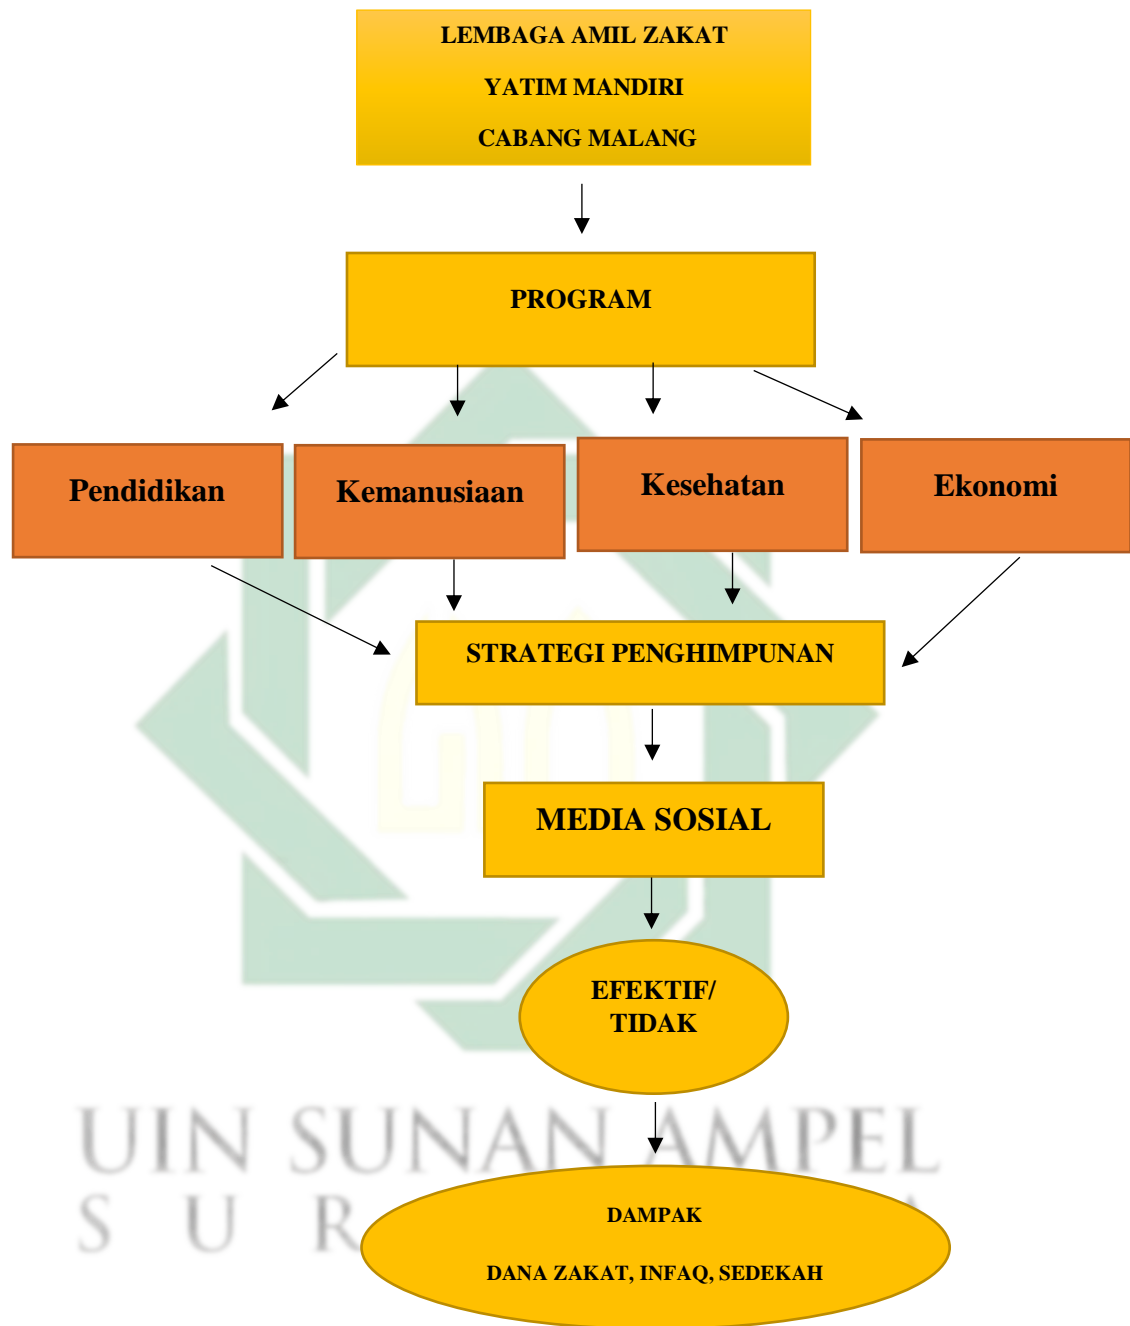 LEMBAGA AMIL ZAKAT
YATIM MANDIRI
CABANG MALANG
PROGRAM
Pendidikan
Kemanusiaan
Kesehatan
Ekonomi
STRATEGI PENGHIMPUNAN
MEDIA SOSIAL
EFEKTIF/
TIDAK
UIN SUNAN AMPEL
DAMPAK
DANA ZAKAT, INFAQ, SEDEKAH